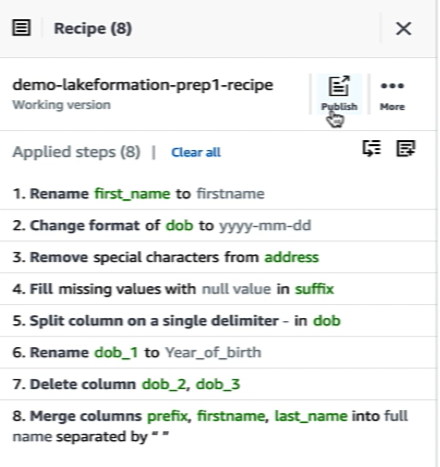 Recipe (8)
demo-lakeformation-prep1-recipe
Working version
Publish
More
Applied steps (8) | Clear all
1. Rename first_name to firstname
2. Change format of dob to yyyy-mm-dd
3. Remove special characters from address
4. Fill missing values with null value in suffix
5. Split column on a single delimiter - in dob
6. Rename dob_1 to Year_of_birth
7. Delete column dob_2, dob_3
8. Merge columns prefix, firstname, last_name into full
name separated by “ ”